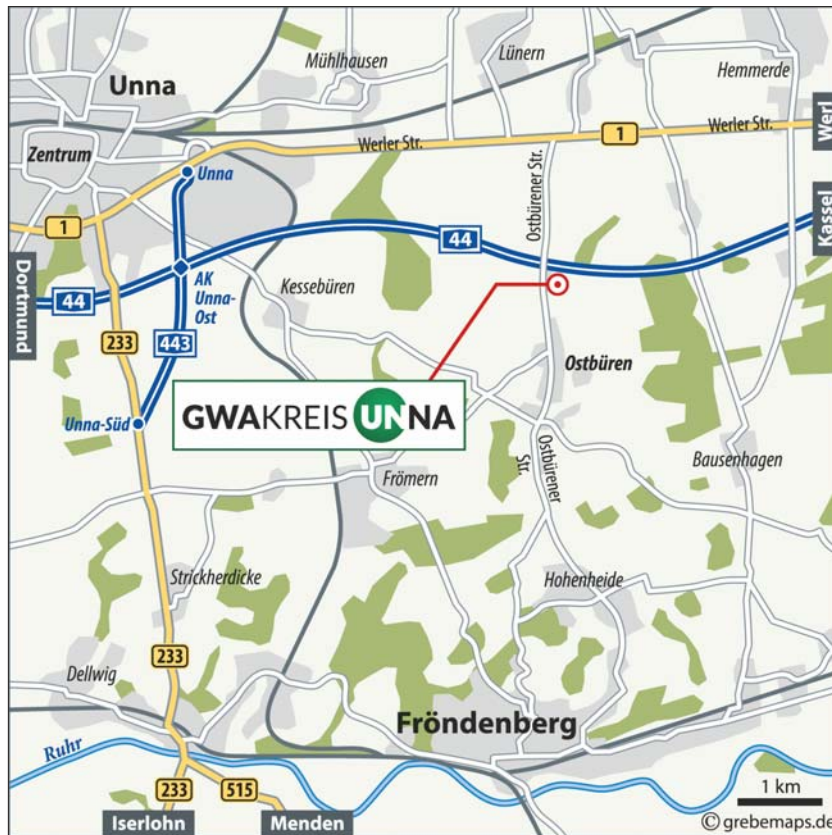 Mühlhausen
Lünern
Hemmerde
Unna
Werl
Werler Str.
1
Werler Str.
Zentrum
Unna
Ostbürener Str.
Kassel
1
44
Dortmund
44
AK
Unna-
Ost
Kessebüren
233
443
Ostbüren
GWAKREIS UNNA
Unna-Süd
Ostbürener
Str.
Bausenhagen
Frömern
Strickherdicke
Hohenheide
233
Dellwig
Fröndenberg
Ruhr
233
515
1 km
Iserlohn
Menden
© grebemaps.de